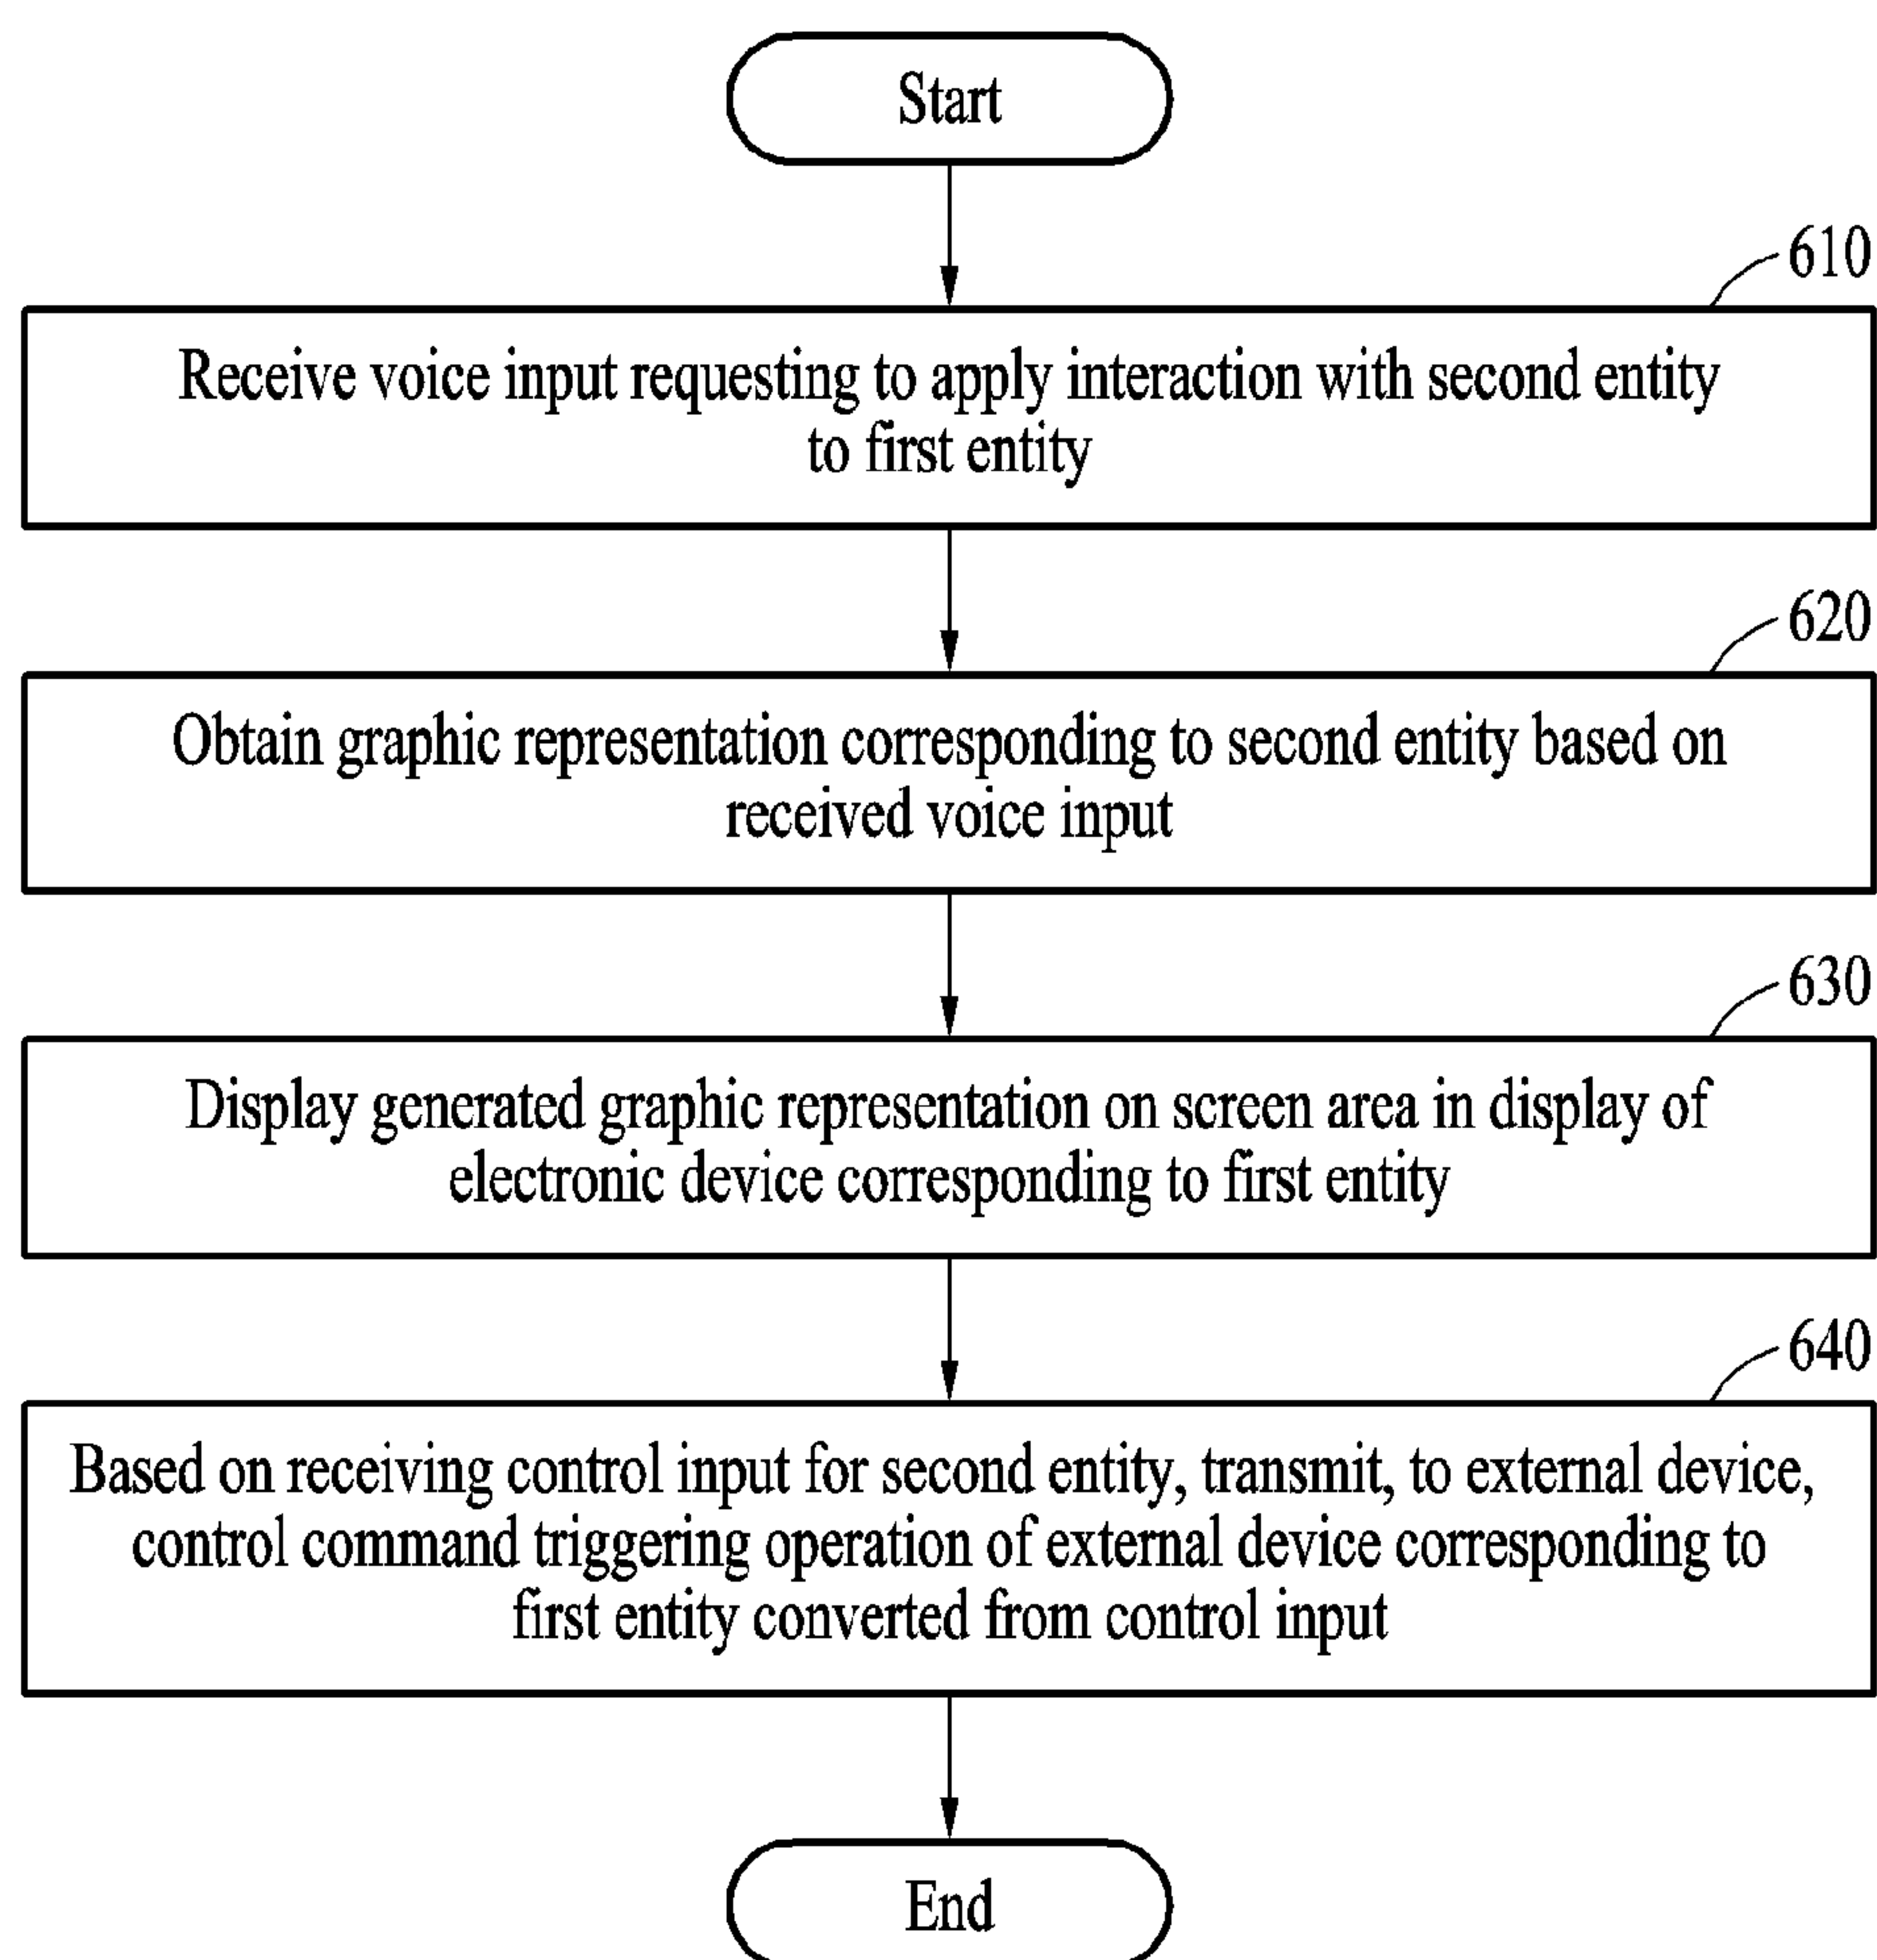 Start
610
Receive voice input requesting to apply interaction with second entity
to first entity
620
Obtain graphic representation corresponding to second entity based on
received voice input
630
Display generated graphic representation on screen area in display of
electronic device corresponding to first entity
640
Based on receiving control input for second entity, transmit, to external device,
control command triggering operation of external device corresponding to
first entity converted from control input
End